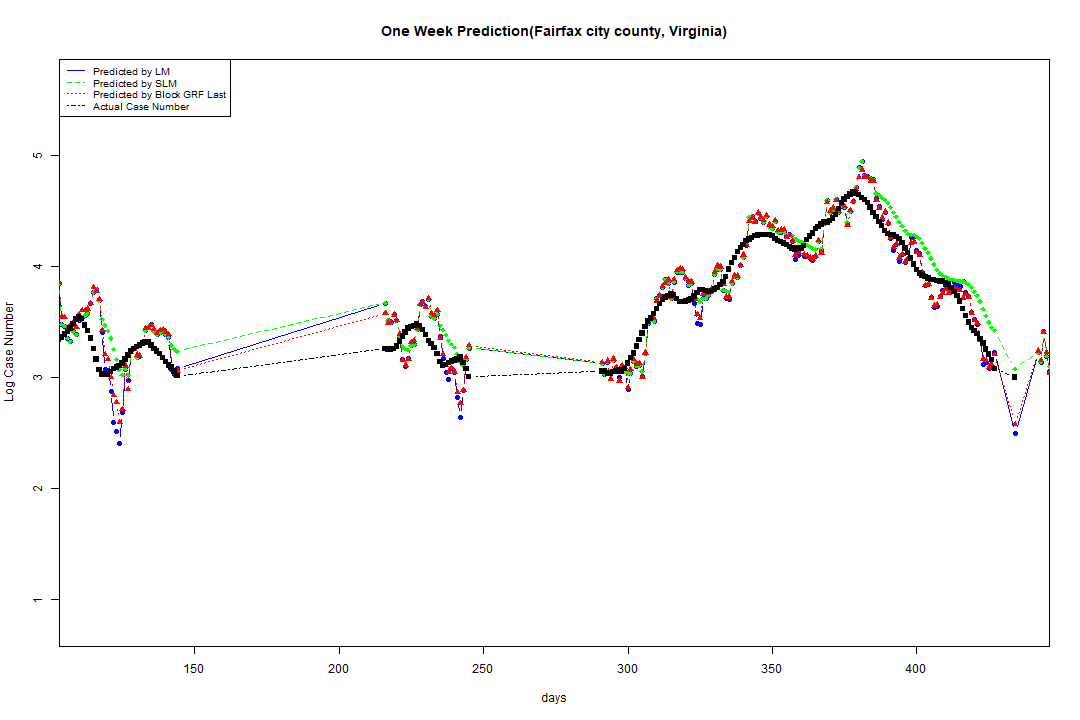 One Week Prediction(Fairfax city county, Virginia)
Predicted by LM
Predicted by SLM
Predicted by Block GRF Last
Actual Case Number
5
4
3
2
1
Log Case Number
150 200 250 300 350 400
days